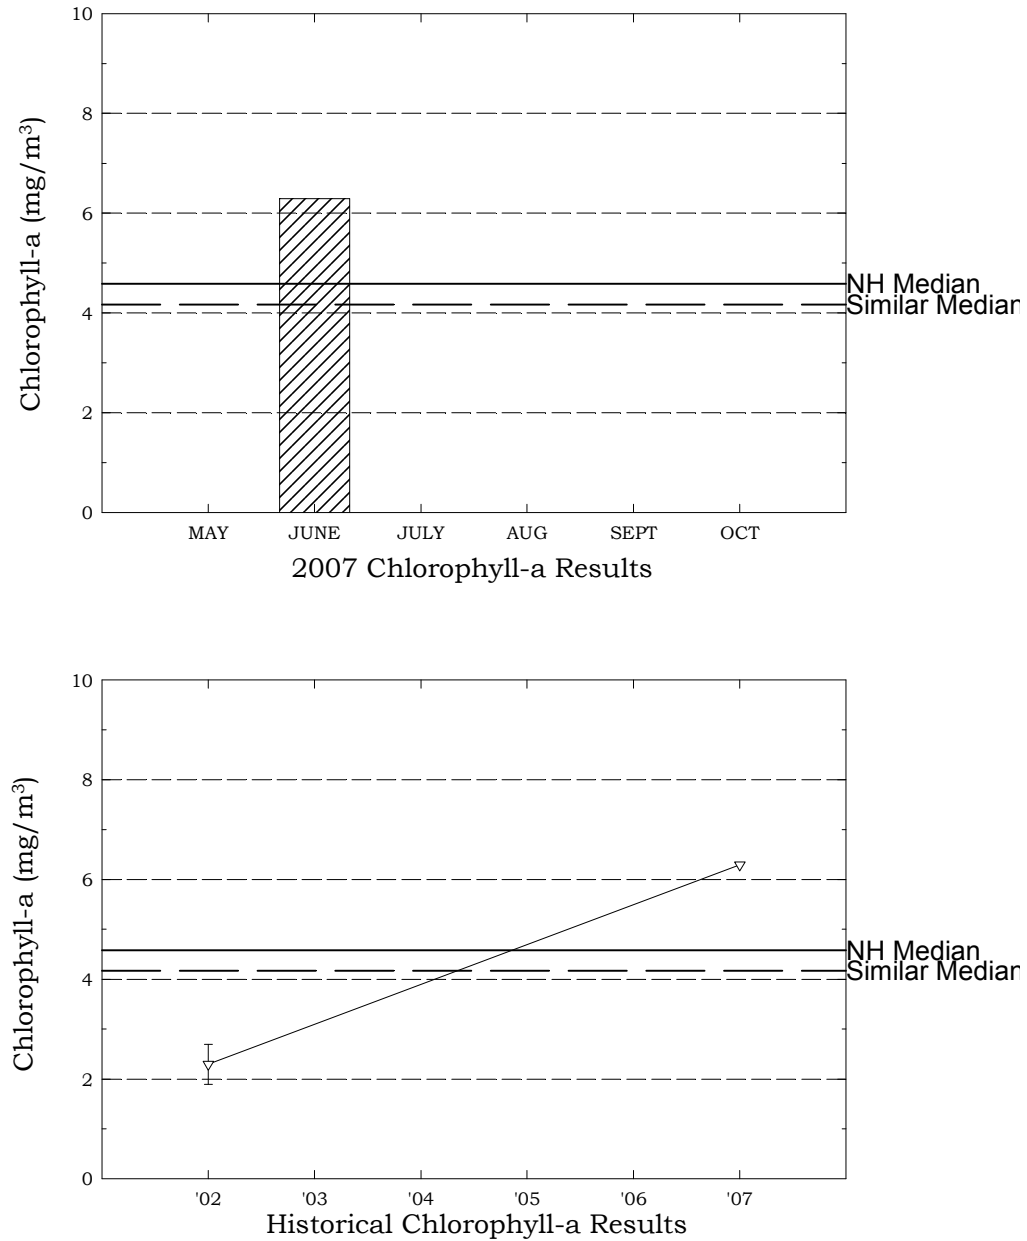 10
8
6
4
2
0
Chlorophyll-a (mg/m³)
NH Median
Similar Median
MAY JUNE JULY AUG SEPT OCT
2007 Chlorophyll-a Results
10
8
6
4
2
0
Chlorophyll-a (mg/m³)
NH Median
Similar Median
'02 '03 '04 '05 '06 '07
Historical Chlorophyll-a Results